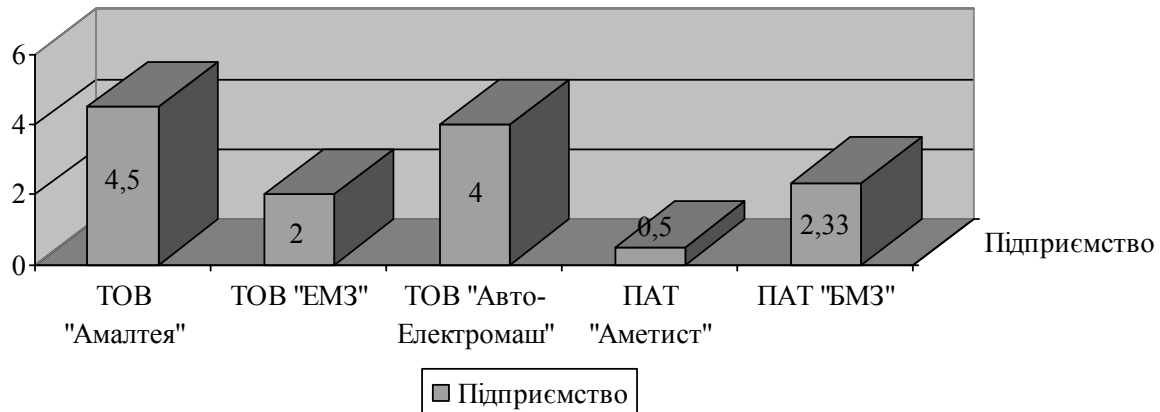 6
4
2
0
4,5
2
4
0,5
2,33
Підприємство
ТОВ
"Амалтея"
ТОВ "ЕМЗ"
ТОВ "Авто-
Електромаш"
ПАТ
"Аметист"
ПАТ "БМЗ"
Підприємство